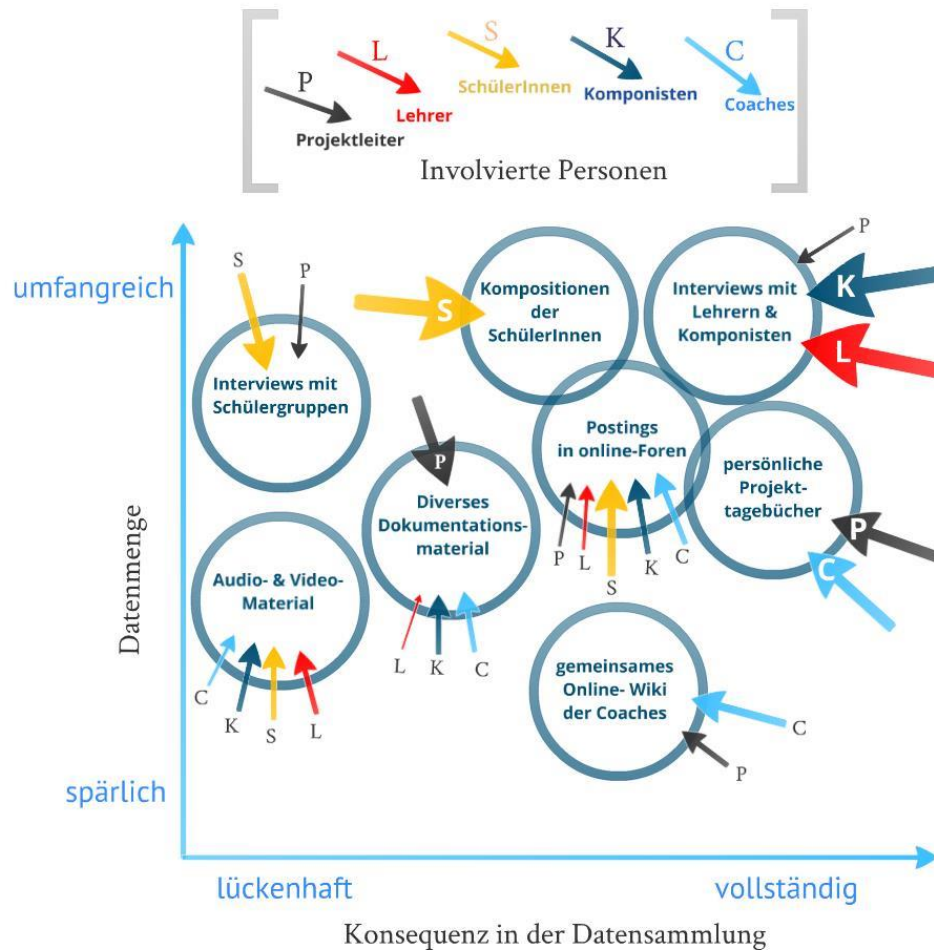 P
L
S
K
C
Projektleiter
Lehrer
SchülerInnen
Komponisten
Coaches
Involvierte Personen
umfangreich
Datenmenge
spärlich
S
P
Interviews mit
Schülergruppen
S
Kompositionen
der
SchülerInnen
P
K
L
Interviews mit
Lehrern &
Komponisten
P
Diverses
Dokumentations-
material
L
K
C
Postings
in online-Foren
P
L
S
K
C
persönliche
Projekt-
tagebücher
P
C
Audio- & Video-
Material
C
K
S
L
gemeinsames
Online- Wiki
der Coaches
C
P
lückenhaft
vollständig
Konsequenz in der Datensammlung